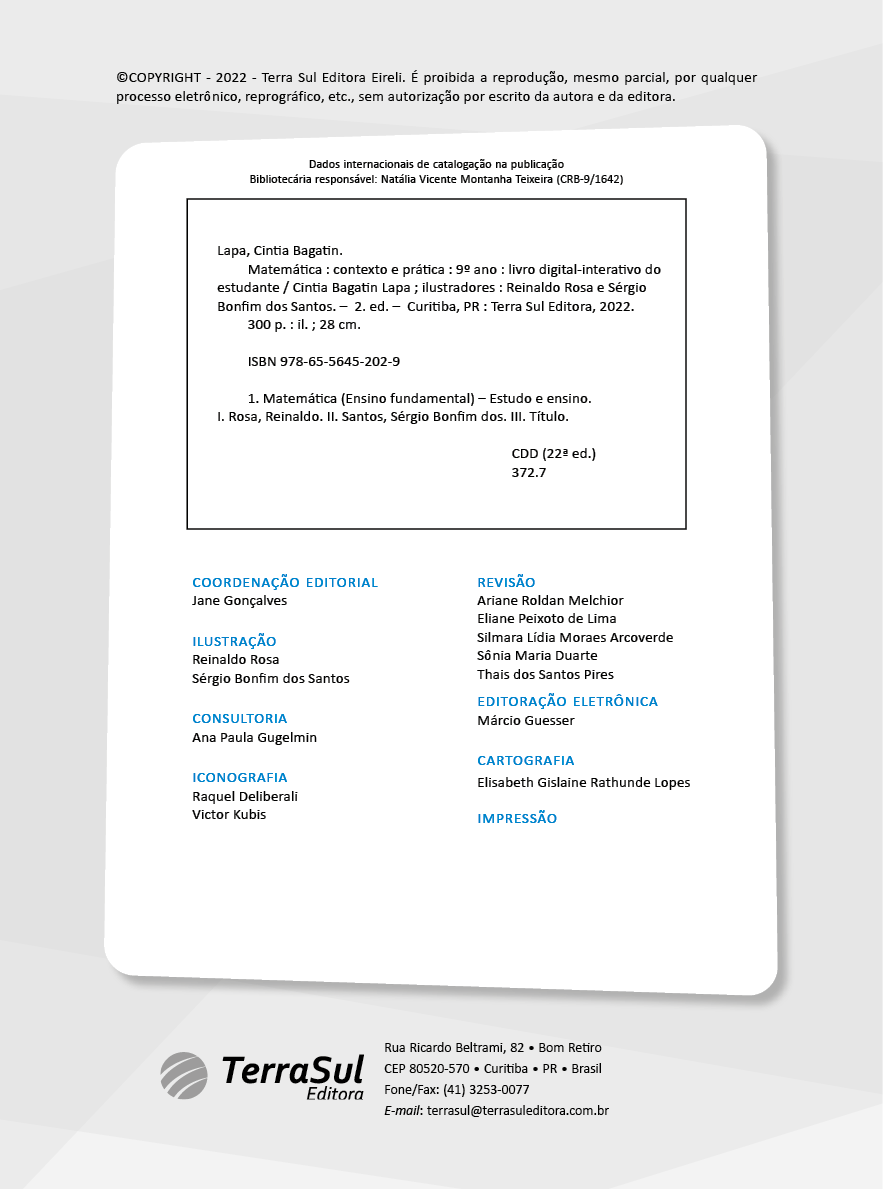 ©COPYRIGHT - 2022 - Terra Sul Editora Eireli. É proibida a reprodução, mesmo parcial, por qualquer
processo eletrônico, reprográfico, etc., sem autorização por escrito da autora e da editora.
Dados internacionais de catalogação na publicação
Bibliotecária responsável: Natália Vicente Montanha Teixeira (CRB-9/1642)
Lapa, Cintia Bagatin.
Matemática : contexto e prática : 9º ano : livro digital-interativo do
estudante / Cintia Bagatin Lapa ; ilustradores : Reinaldo Rosa e Sérgio
Bonfim dos Santos. – 2. ed. – Curitiba, PR : Terra Sul Editora, 2022.
300 p. : il. ; 28 cm.
ISBN 978-65-5645-202-9
1. Matemática (Ensino fundamental) – Estudo e ensino.
I. Rosa, Reinaldo. II. Santos, Sérgio Bonfim dos. III. Título.
CDD (22ª ed.)
372.7
COORDENAÇÃO EDITORIAL
Jane Gonçalves
ILUSTRAÇÃO
Reinaldo Rosa
Sérgio Bonfim dos Santos
CONSULTORIA
Ana Paula Gugelmin
ICONOGRAFIA
Raquel Deliberali
Victor Kubis
REVISÃO
Ariane Roldan Melchior
Eliane Peixoto de Lima
Silmara Lídia Moraes Arcoverde
Sônia Maria Duarte
Thais dos Santos Pires
EDITORAÇÃO ELETRÔNICA
Márcio Guesser
CARTOGRAFIA
Elisabeth Gislaine Rathunde Lopes
IMPRESSÃO
TerraSul
Editora
Rua Ricardo Beltrami, 82 • Bom Retiro
CEP 80520-570 • Curitiba • PR • Brasil
Fone/Fax: (41) 3253-0077
E-mail: terrasul@terrasuleditora.com.br